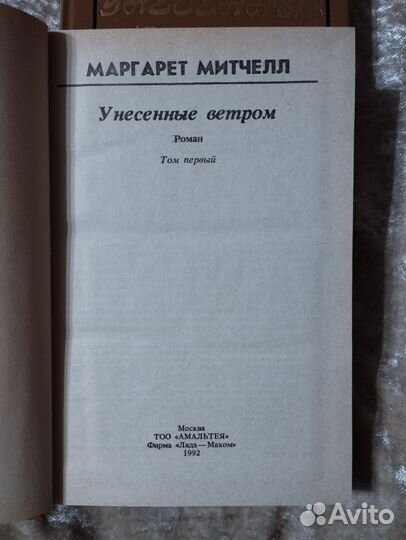 МАРГАРЕТ МИТЧЕЛЛ
Унесенные ветром
Роман
Том первый
Москва
ТОО «АМАЛЬТЕЯ»
Фирма «Лада — Маком»
1992
Avito